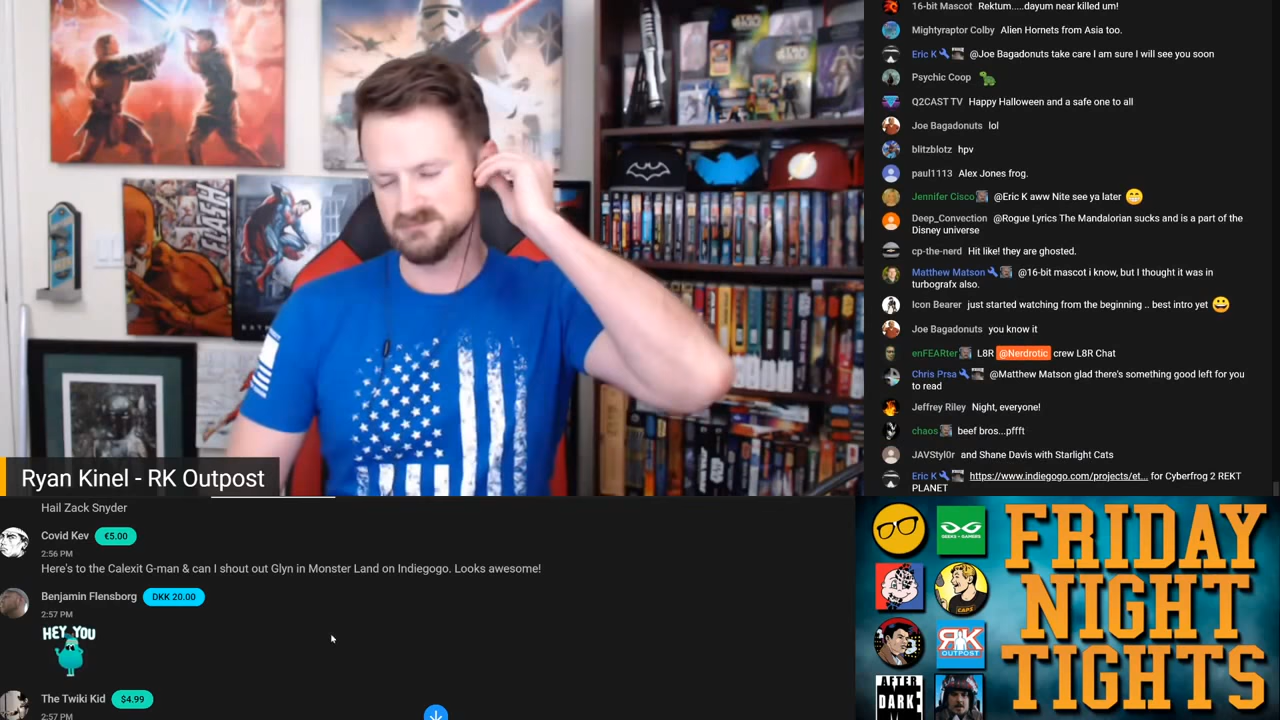 16-bit Mascot Rektum.....dayum near killed um!
Mightyraptor Colby Alien Hornets from Asia too.
Eric K @Joe Bagadonuts take care I am sure I will see you soon
Psychic Coop
Q2CAST TV Happy Halloween and a safe one to all
Joe Bagadonuts lol
blitzblotz hpv
paul1113 Alex Jones frog.
Jennifer Cisco @Eric K aww Nite see ya later
Deep_Convection @Rogue Lyrics The Mandalorian sucks and is a part of the
Disney universe
cp-the-nerd Hit like! they are ghosted.
Matthew Matson @16-bit mascot i know, but I thought it was in
turbografx also.
Icon Bearer just started watching from the beginning .. best intro yet
Joe Bagadonuts you know it
enFEARter L8R @Nerdrotic crew L8R Chat
Chris Prsa @Matthew Matson glad there's something good left for you
to read
Jeffrey Riley Night, everyone!
chaos beef bros...pffft
JAVStyl0r and Shane Davis with Starlight Cats
Eric K https://www.indiegogo.com/projects/et... for Cyberfrog 2 REKT
PLANET
FLASH
Ryan Kinel - RK Outpost
Hail Zack Snyder
Covid Kev €5.00
2:56 PM
Here's to the Calexit G-man & can I shout out Glyn in Monster Land on Indiegogo. Looks awesome!
Benjamin Flensborg DKK 20.00
2:57 PM
HEY YOU
The Twiki Kid $4.99
2:57 PM
GEEKS + GAMERS
CAPS
RK
OUTPOST
AFTER
DARK
FRIDAY
NIGHT
TIGHTS